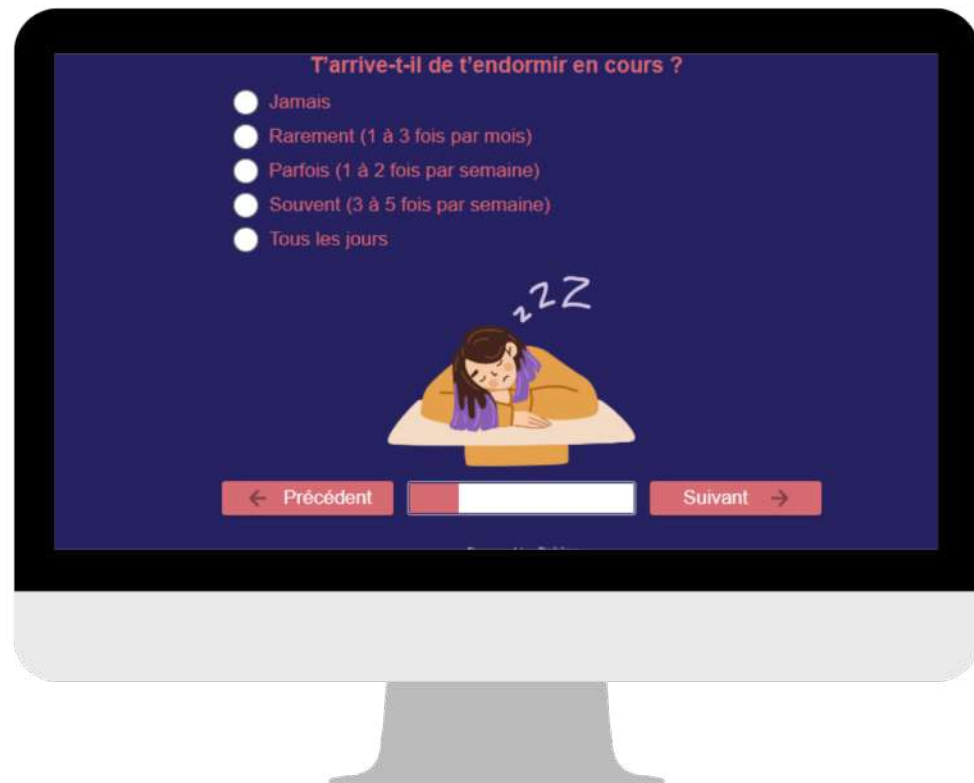 T'arrive-t-il de t'endormir en cours ?
Jamais
Rarement (1 à 3 fois par mois)
Parfois (1 à 2 fois par semaine)
Souvent (3 à 5 fois par semaine)
Tous les jours
z Z Z
← Précédent
Suivant →